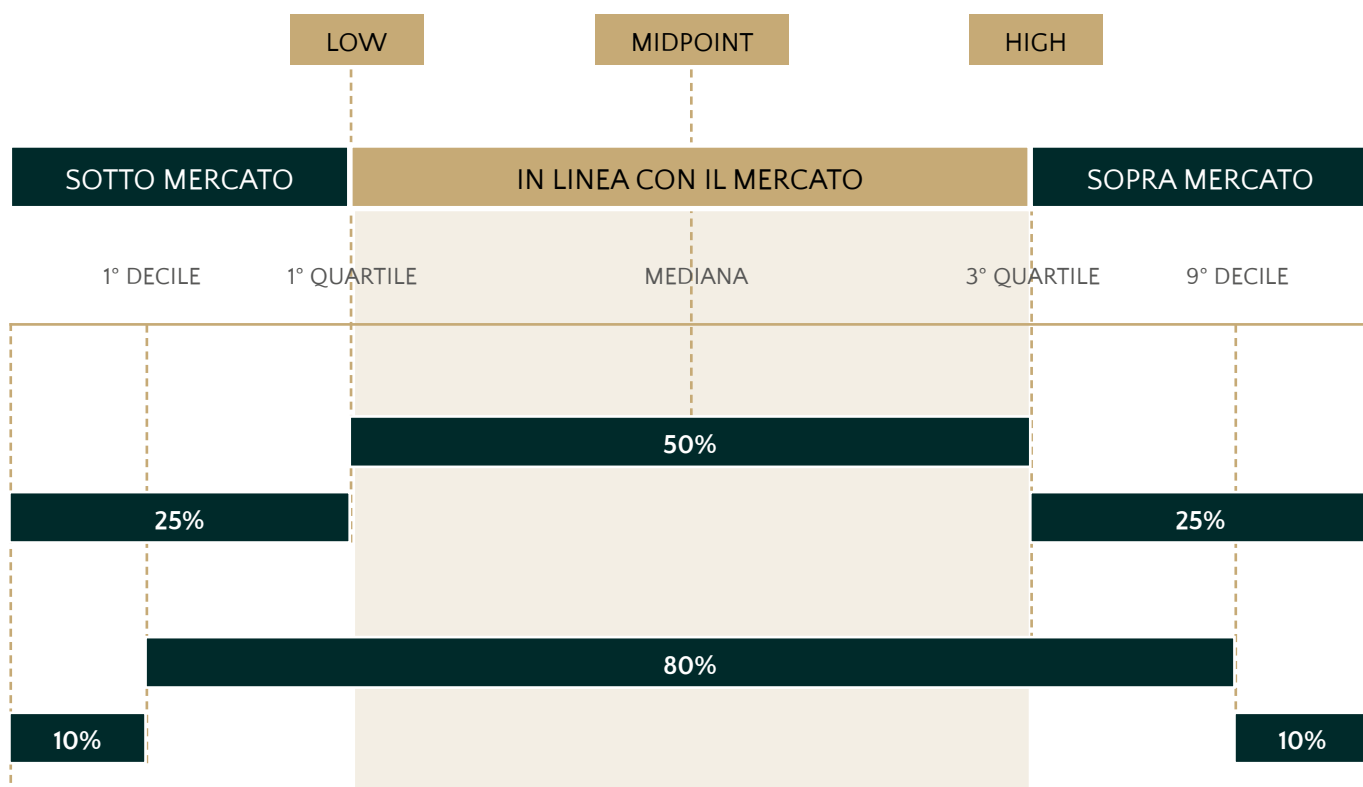 LOW
MIDPOINT
HIGH
SOTTO MERCATO
IN LINEA CON IL MERCATO
SOPRA MERCATO
1° DECILE
1° QUARTILE
MEDIANA
3° QUARTILE
9° DECILE
50%
25%
25%
80%
10%
10%